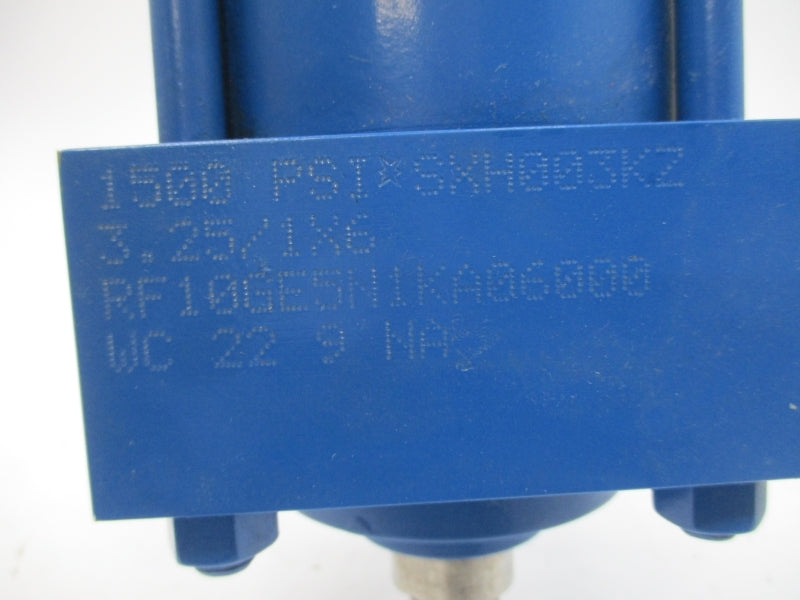 1500 PSI*SXH003KZ
3.25/1X6
RF10GE5N1KA06000
WC 22 9 NA